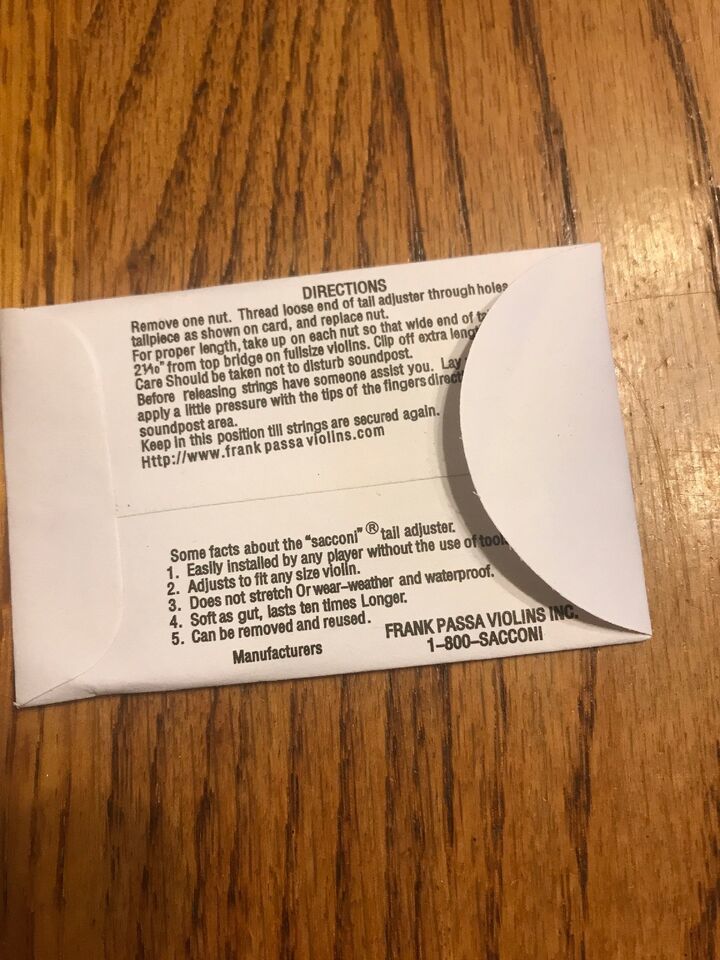 DIRECTIONS
Remove one nut. Thread loose end of tail adjuster through holes
tailpiece as shown on card, and replace nut.
For proper length, take up on each nut so that wide end of
from top bridge on fullsize violins. Clip off extra
Care Should be taken not to disturb soundpost.
Before releasing strings have someone assist you. Lay
apply a little pressure with the tips of the fingers
soundpost area.
Keep in this position till strings are secured again.
Http://www.frank passa violins.com
Some facts about the "sacconi" ® tail adjuster.
1. Easily installed by any player without the use of
2. Adjusts to fit any size violin.
3. Does not stretch Or wear-weather and waterproof.
4. Soft as gut, lasts ten times Longer.
5. Can be removed and reused.
FRANK PASSA VIOLINS INC.
Manufacturers
1-800-SACCONI